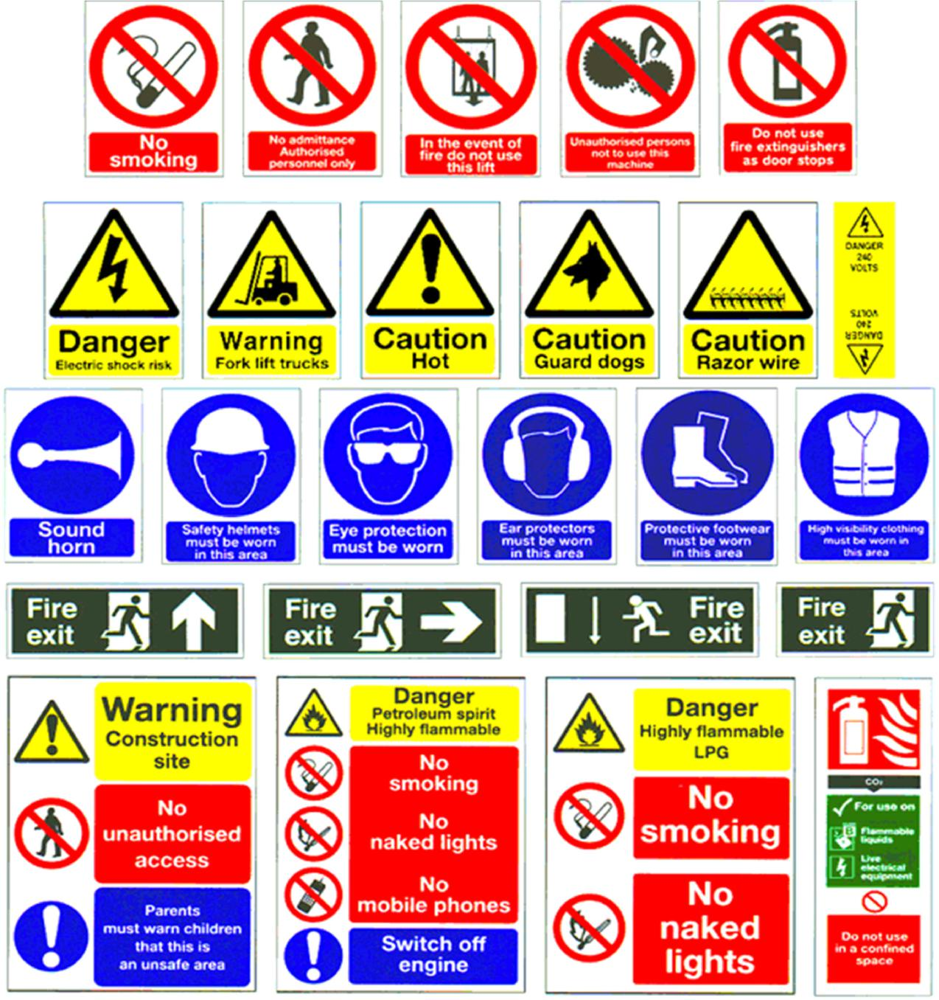 No
smoking
No admittance
Authorised
personnel only
In the event of
fire do not use
this lift
Unauthorised persons
not to use this
machine
Do not use
fire extinguishers
as door stops
Danger
Electric shock risk
Warning
Fork lift trucks
Caution
Hot
Caution
Guard dogs
Caution
Razor wire
DANGER
240
VOLTS
DANGER
240
VOLTS
Sound
horn
Safety helmets
must be worn
in this area
Eye protection
must be worn
Ear protectors
must be worn
in this area
Protective footwear
must be worn
in this area
High visibility clothing
must be worn in
this area
Fire
exit
Fire
exit
Fire
exit
Fire
exit
Warning
Construction
site
No
unauthorised
access
Parents
must warn children
that this is
an unsafe area
Danger
Petroleum spirit
Highly flammable
No
smoking
No
naked lights
No
mobile phones
Switch off
engine
Danger
Highly flammable
LPG
No
smoking
No
naked
lights
CO₂
For use on
B
Flammable
liquids
Live
electrical
equipment
Do not use
in a confined
space